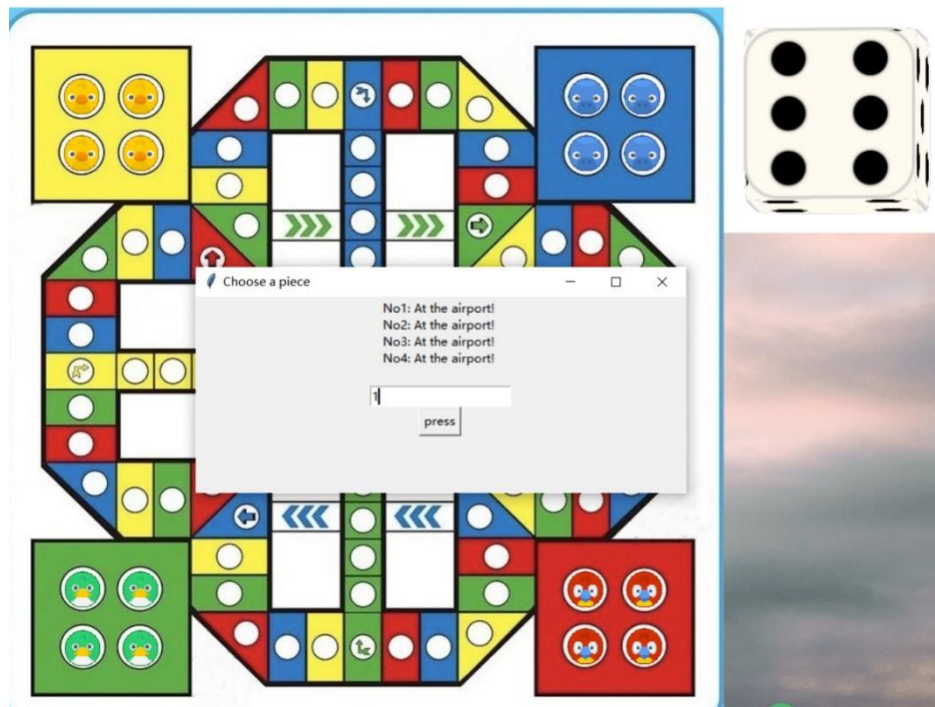 Choose a piece
No1: At the airport!
No2: At the airport!
No3: At the airport!
No4: At the airport!
1
press